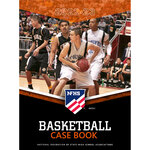 NFHS
BASKETBALL
CASE BOOK
NATIONAL FEDERATION OF STATE HIGH SCHOOL ASSOCIATIONS